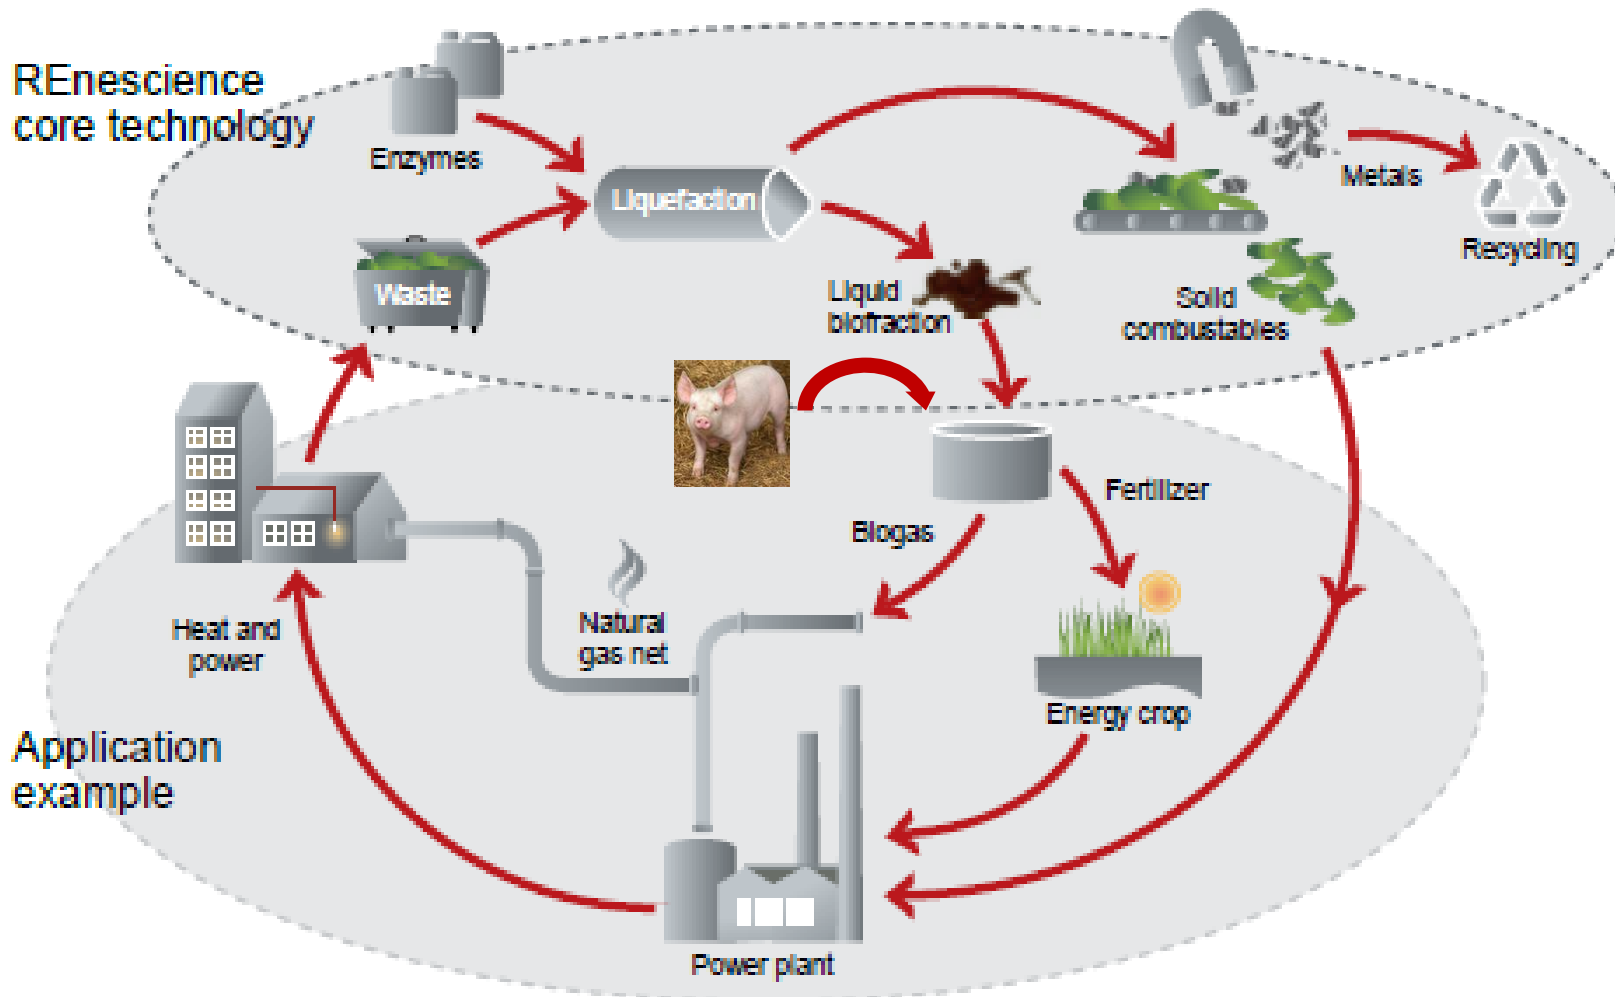 REnescience
core technology
Enzymes
Liquefaction
Waste
Liquid
biofraction
Solid
combustables
Metals
Recycling
Fertilizer
Biogas
Natural
gas net
Heat and
power
Energy crop
Application
example
Power plant